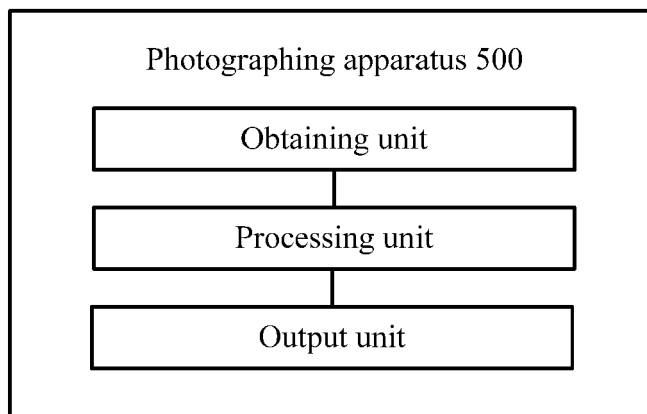 Photographing apparatus 500
Obtaining unit
Processing unit
Output unit